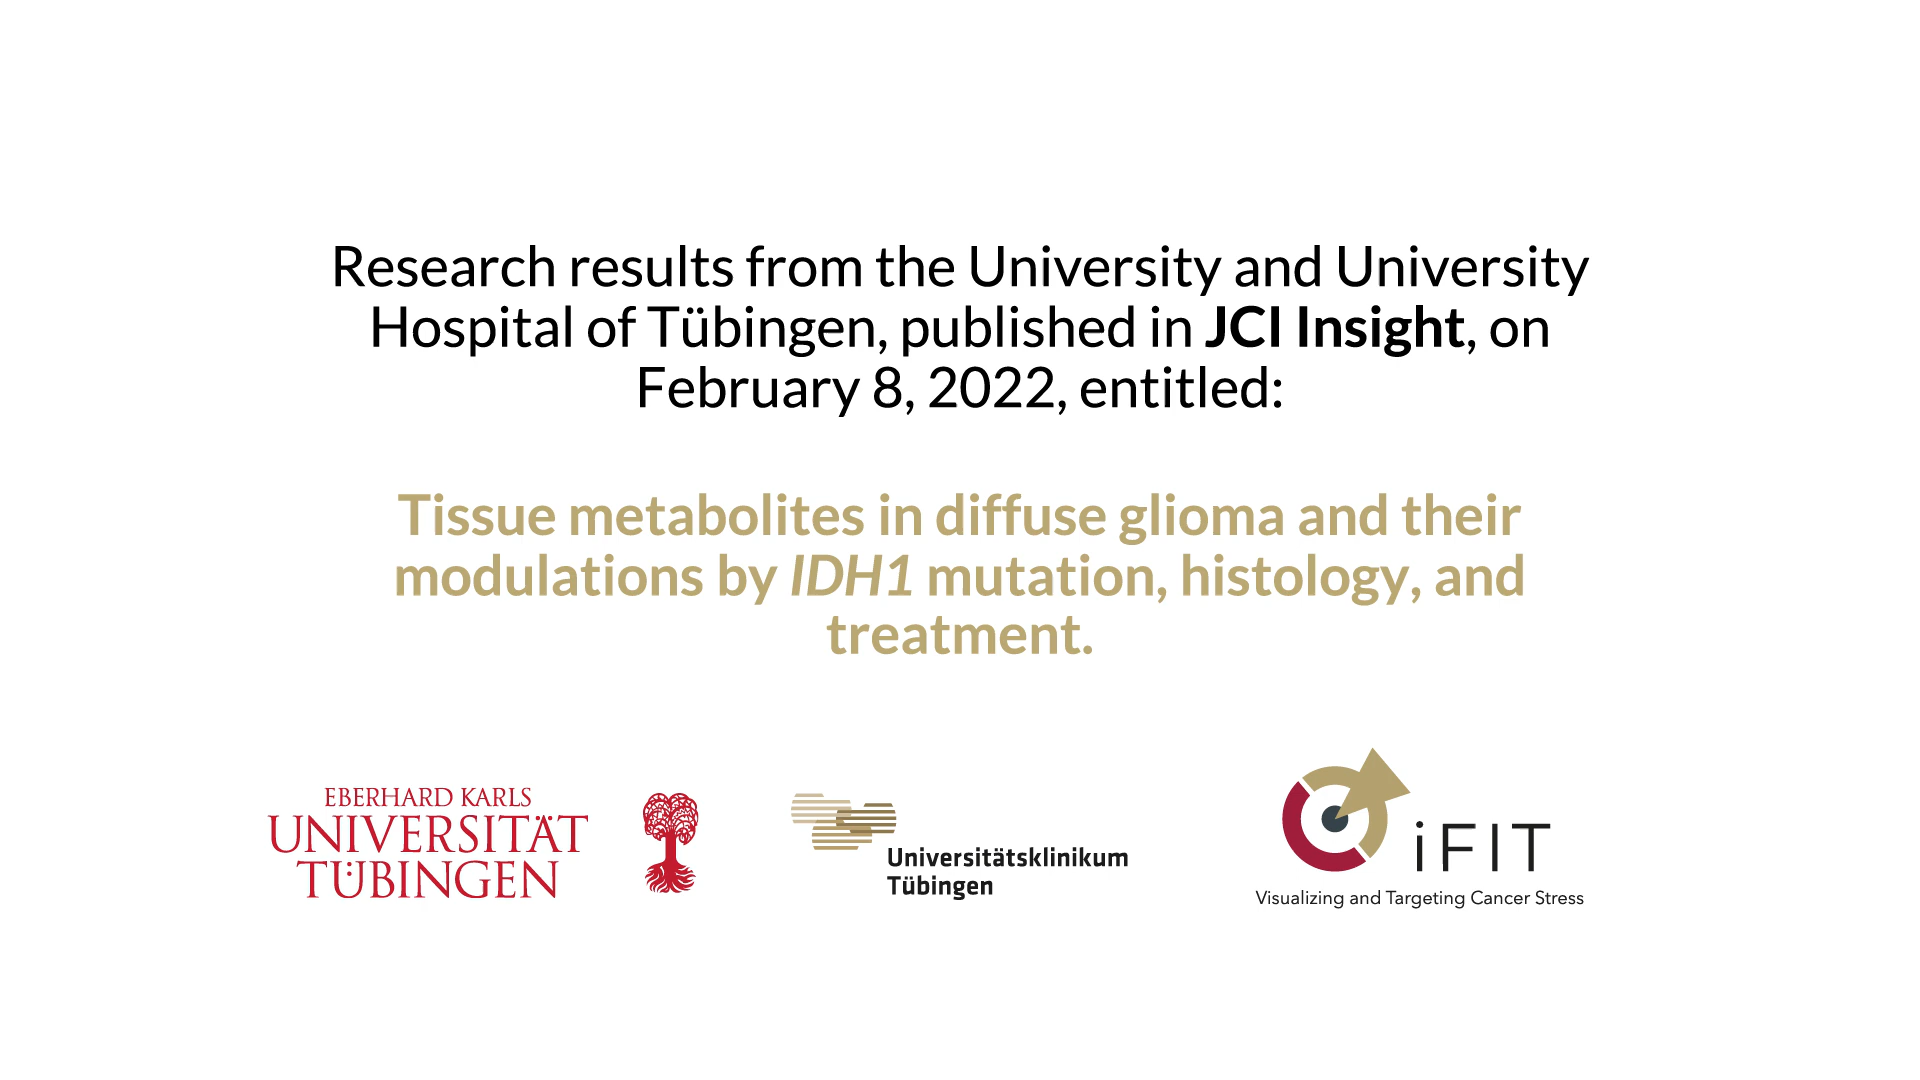 Research results from the University and University
Hospital of Tübingen, published in JCI Insight, on
February 8, 2022, entitled:
Tissue metabolites in diffuse glioma and their
modulations by IDH1 mutation, histology, and
treatment.
EBERHARD KARLS
UNIVERSITÄT
TÜBINGEN
Universitätsklinikum
Tübingen
iFIT
Visualizing and Targeting Cancer Stress